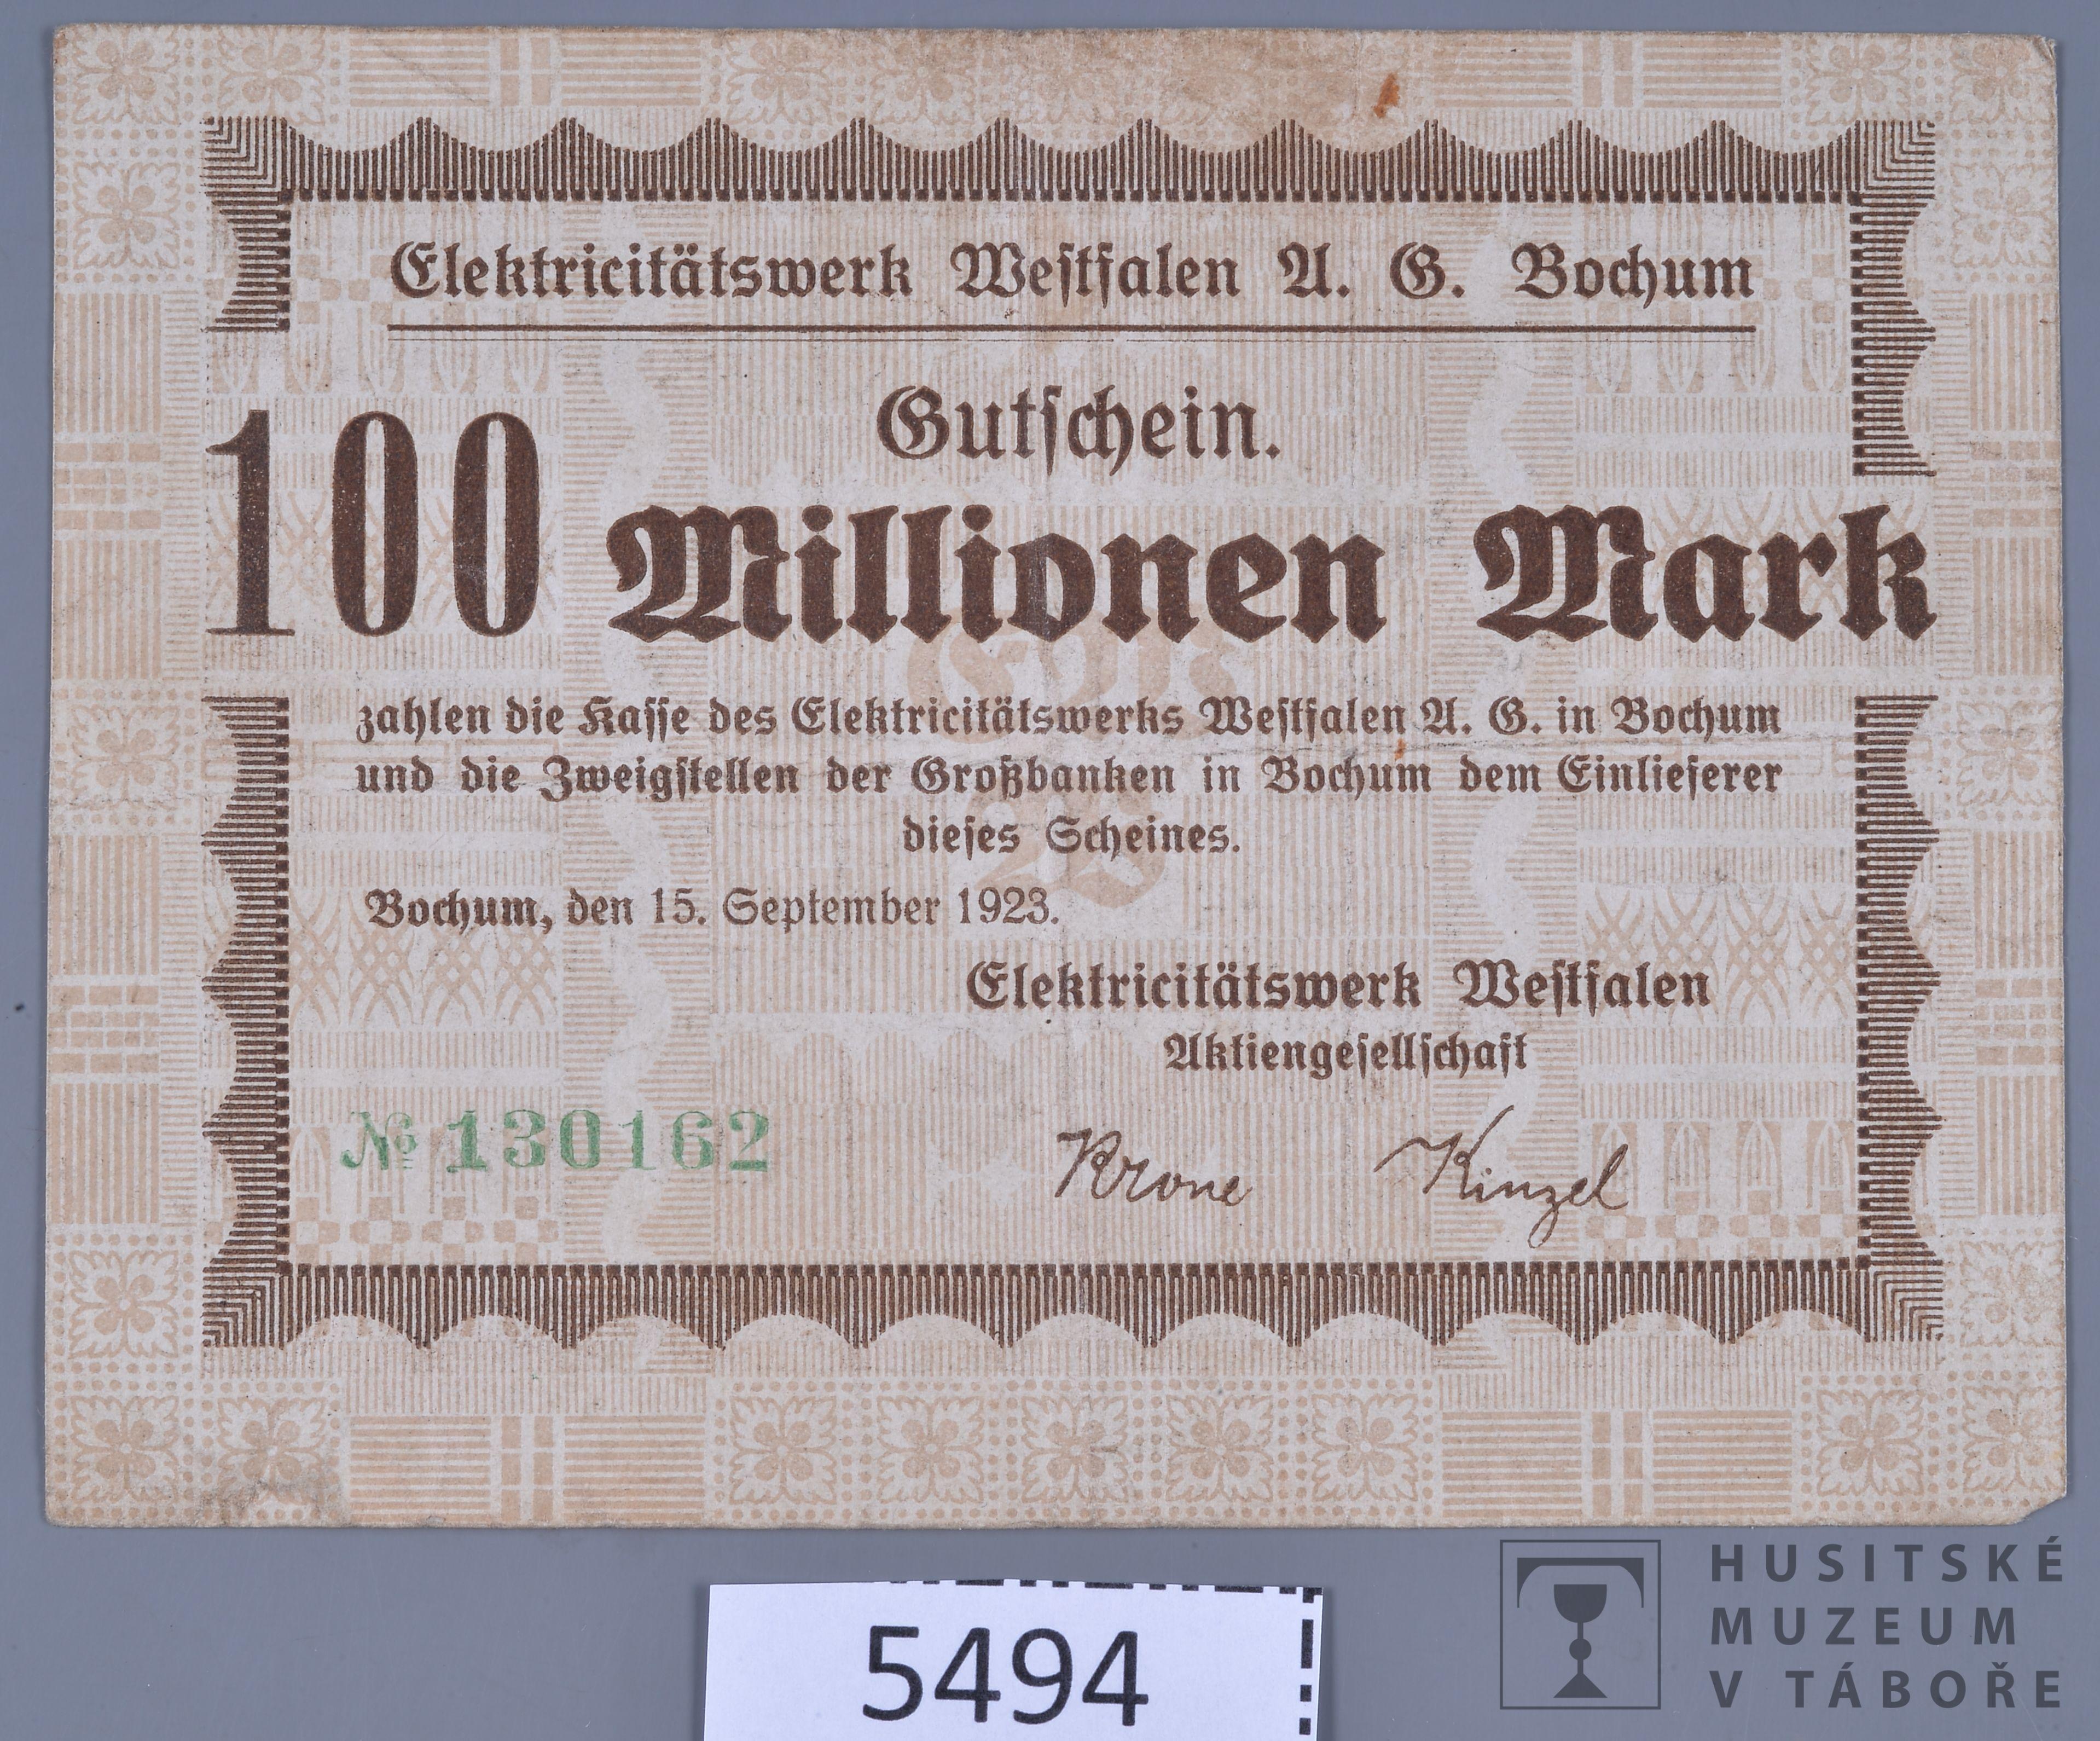 Elektricitätswerk Westfalen A. G. Bochum
Gutschein.
100 Millionen Mark
zahlen die Kasse des Elektricitätswerks Westfalen A. G. in Bochum
und die Zweigstellen der Großbanken in Bochum dem Einlieferer
dieses Scheines.
Bochum, den 15. September 1923.
Elektricitätswerk Westfalen
Aktiengesellschaft
№ 130162
Krone Kinzel
EW
W
5494
HUSITSKÉ
MUZEUM
V TÁBOŘE